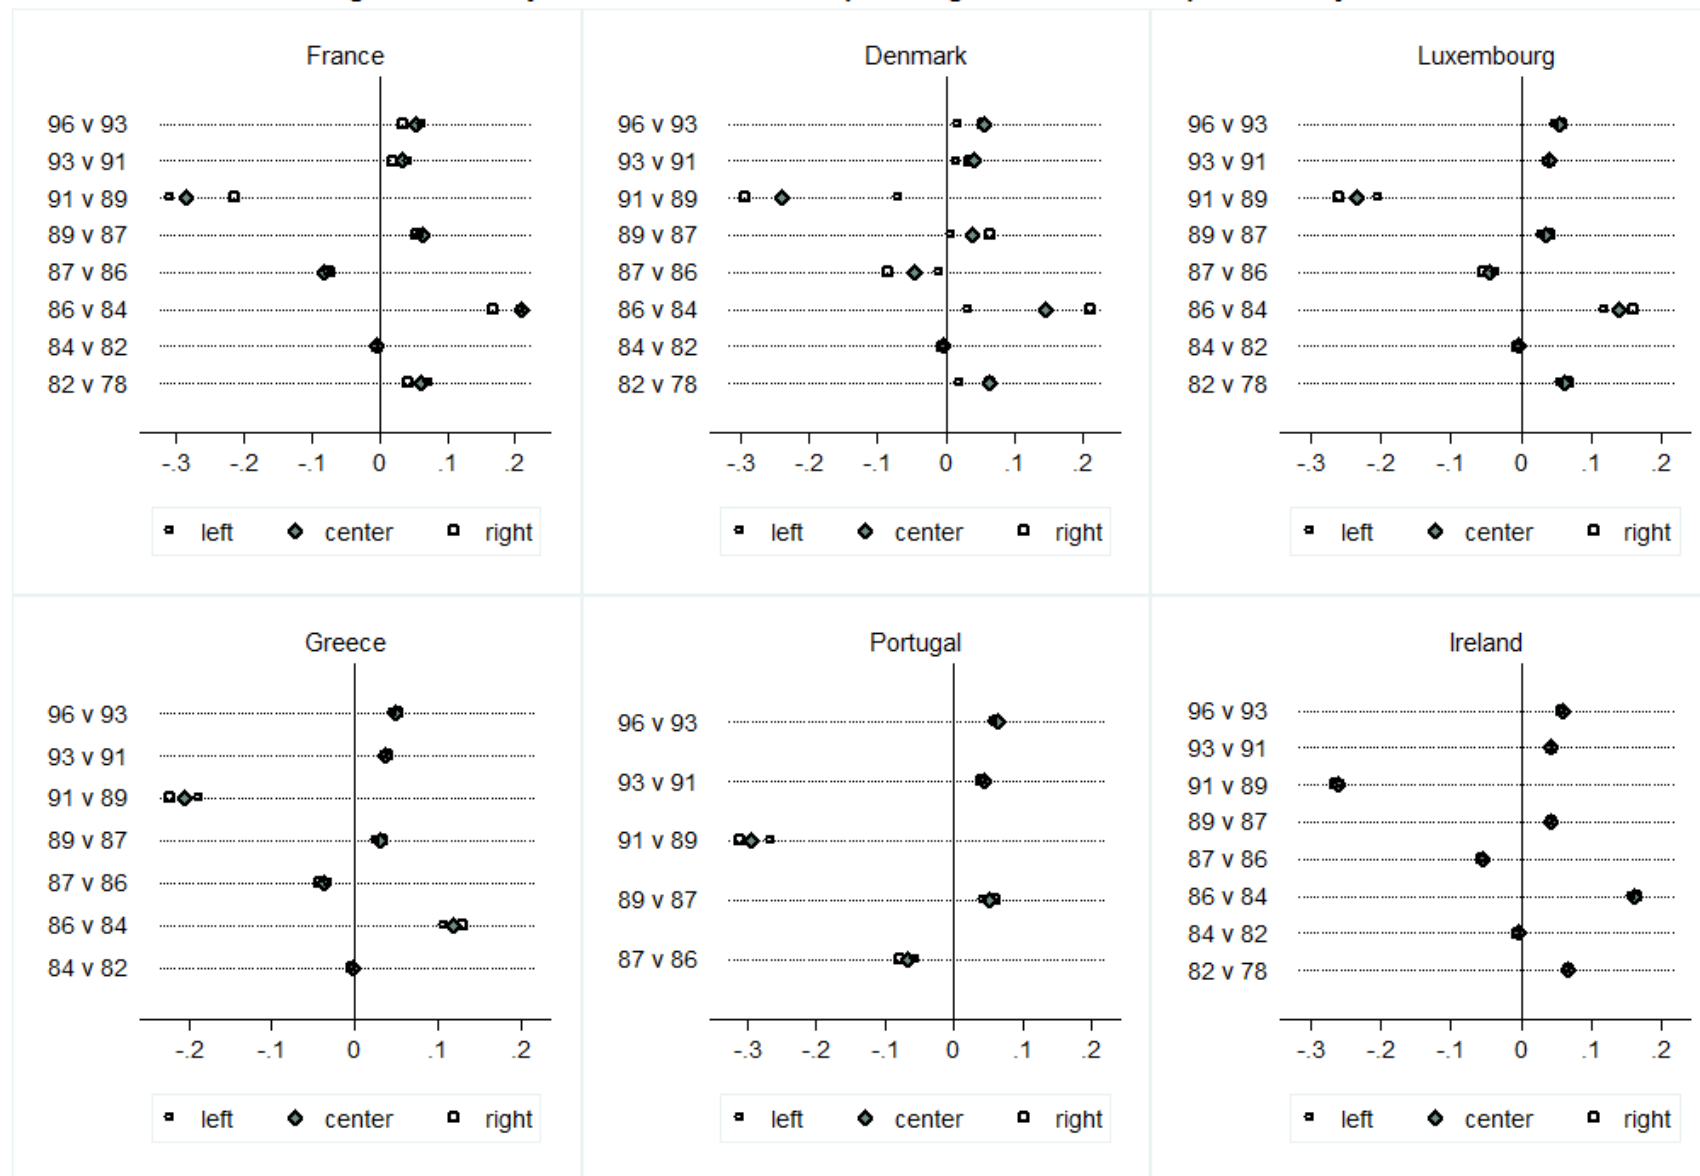 France
96 v 93
93 v 91
91 v 89
89 v 87
87 v 86
86 v 84
84 v 82
82 v 78
-.3 -.2 -.1 0 .1 .2
left center right
Denmark
96 v 93
93 v 91
91 v 89
89 v 87
87 v 86
86 v 84
84 v 82
82 v 78
-.3 -.2 -.1 0 .1 .2
left center right
Luxembourg
96 v 93
93 v 91
91 v 89
89 v 87
87 v 86
86 v 84
84 v 82
82 v 78
-.3 -.2 -.1 0 .1 .2
left center right
Greece
96 v 93
93 v 91
91 v 89
89 v 87
87 v 86
86 v 84
84 v 82
-.2 -.1 0 .1 .2
left center right
Portugal
96 v 93
93 v 91
91 v 89
89 v 87
87 v 86
-.3 -.2 -.1 0 .1 .2
left center right
Ireland
96 v 93
93 v 91
91 v 89
89 v 87
87 v 86
86 v 84
84 v 82
82 v 78
-.3 -.2 -.1 0 .1 .2
left center right